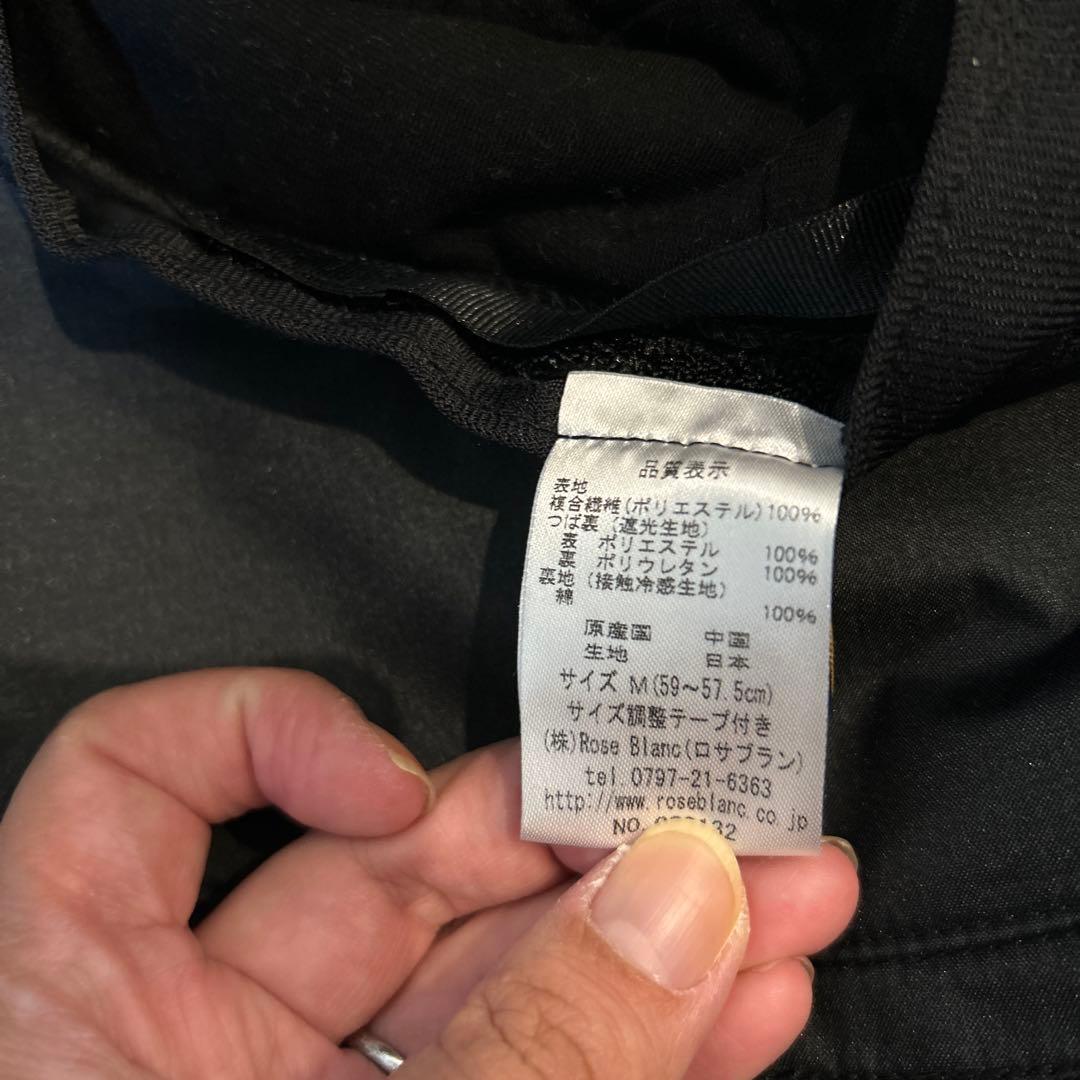 品質表示
表地
複合繊維(ポリエステル)100%
つば裏(遮光生地)
表 ポリエステル 100%
裏 ポリウレタン 100%
裏地(接触冷感生地)
綿 100%
原産国 中国
生地 日本
サイズ M(59～57.5cm)
サイズ調整テープ付き
(株)Rose Blanc(ロサブラン)
tel 0797-21-6363
http://www.roseblanc.co.jp
NO.